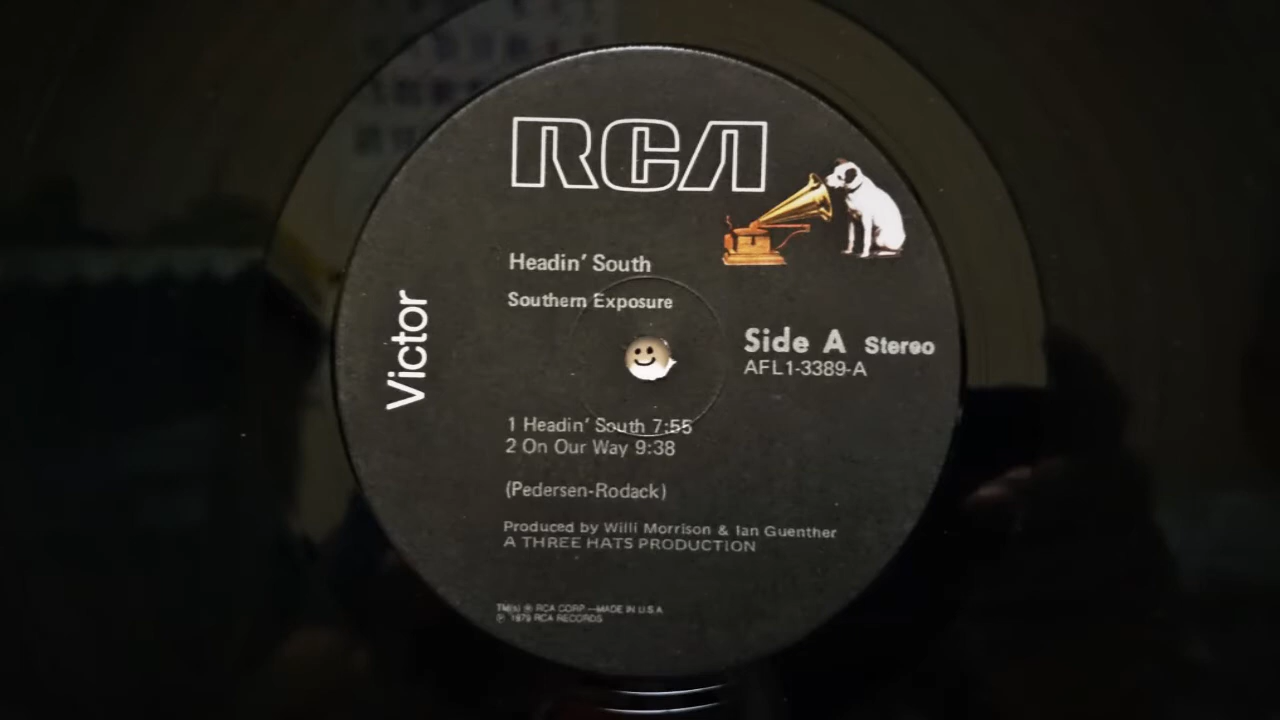 RCA
Headin' South
Southern Exposure
Victor
Side A Stereo
AFL1-3389-A
1 Headin' South 7:55
2 On Our Way 9:38
(Pedersen-Rodack)
Produced by Willi Morrison & Ian Guenther
A THREE HATS PRODUCTION
TM(s) ® RCA CORP.—MADE IN U.S.A
℗ 1979 RCA RECORDS